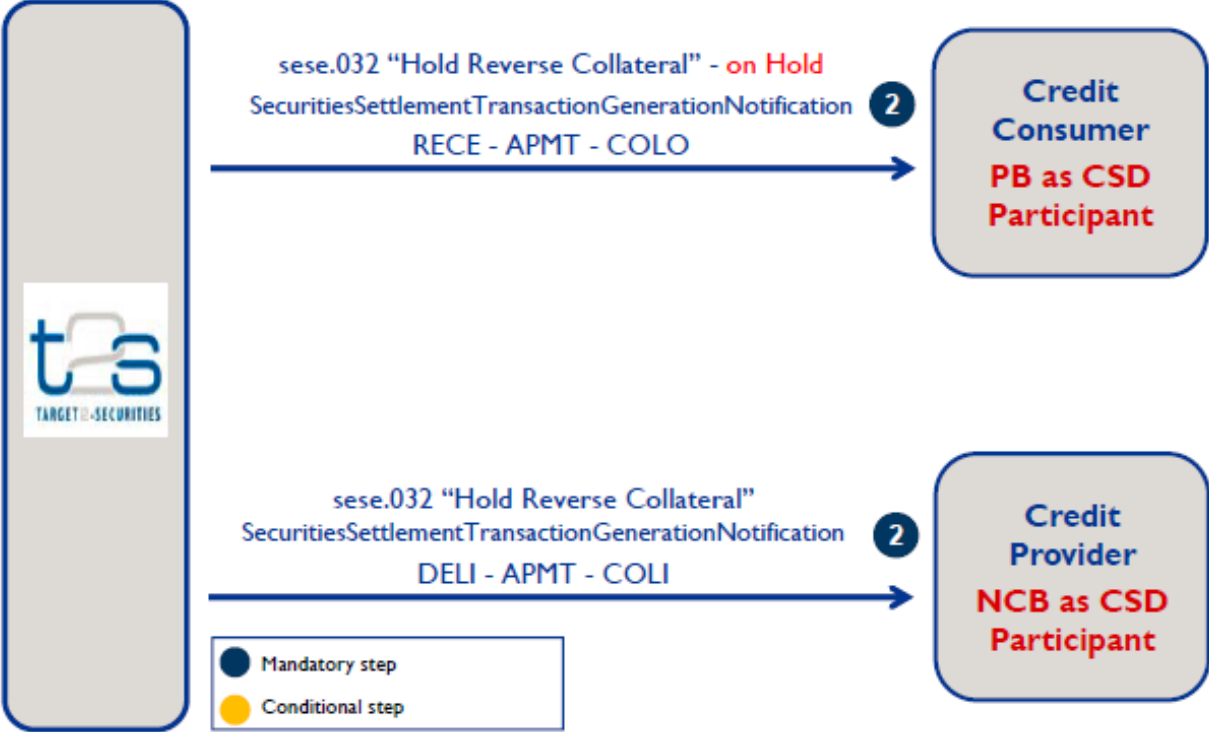 sese.032 “Hold Reverse Collateral” - on Hold
SecuritiesSettlementTransactionGenerationNotification
2
RECE - APMT - COLO
Credit
Consumer
PB as CSD
Participant
t2s
TARGET2-SECURITIES
sese.032 “Hold Reverse Collateral”
SecuritiesSettlementTransactionGenerationNotification
2
DELI - APMT - COLI
Credit
Provider
NCB as CSD
Participant
Mandatory step
Conditional step